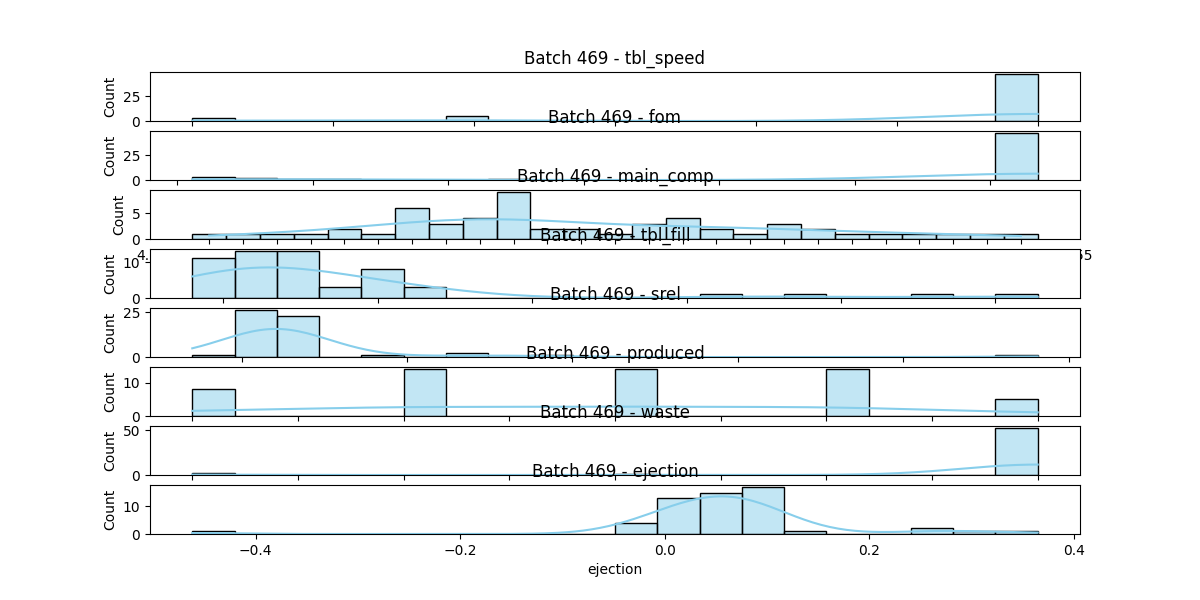 Batch 469 - tbl_speed
Count
25
0
Batch 469 - fom
Count
25
0
Batch 469 - main_comp
Count
5
0
4.
55
Batch 469 - tbl_fill
Count
10
0
Batch 469 - srel
Count
25
0
Batch 469 - produced
Count
10
0
Batch 469 - waste
Count
50
0
Batch 469 - ejection
Count
10
0
−0.4 −0.2 0.0 0.2 0.4
ejection